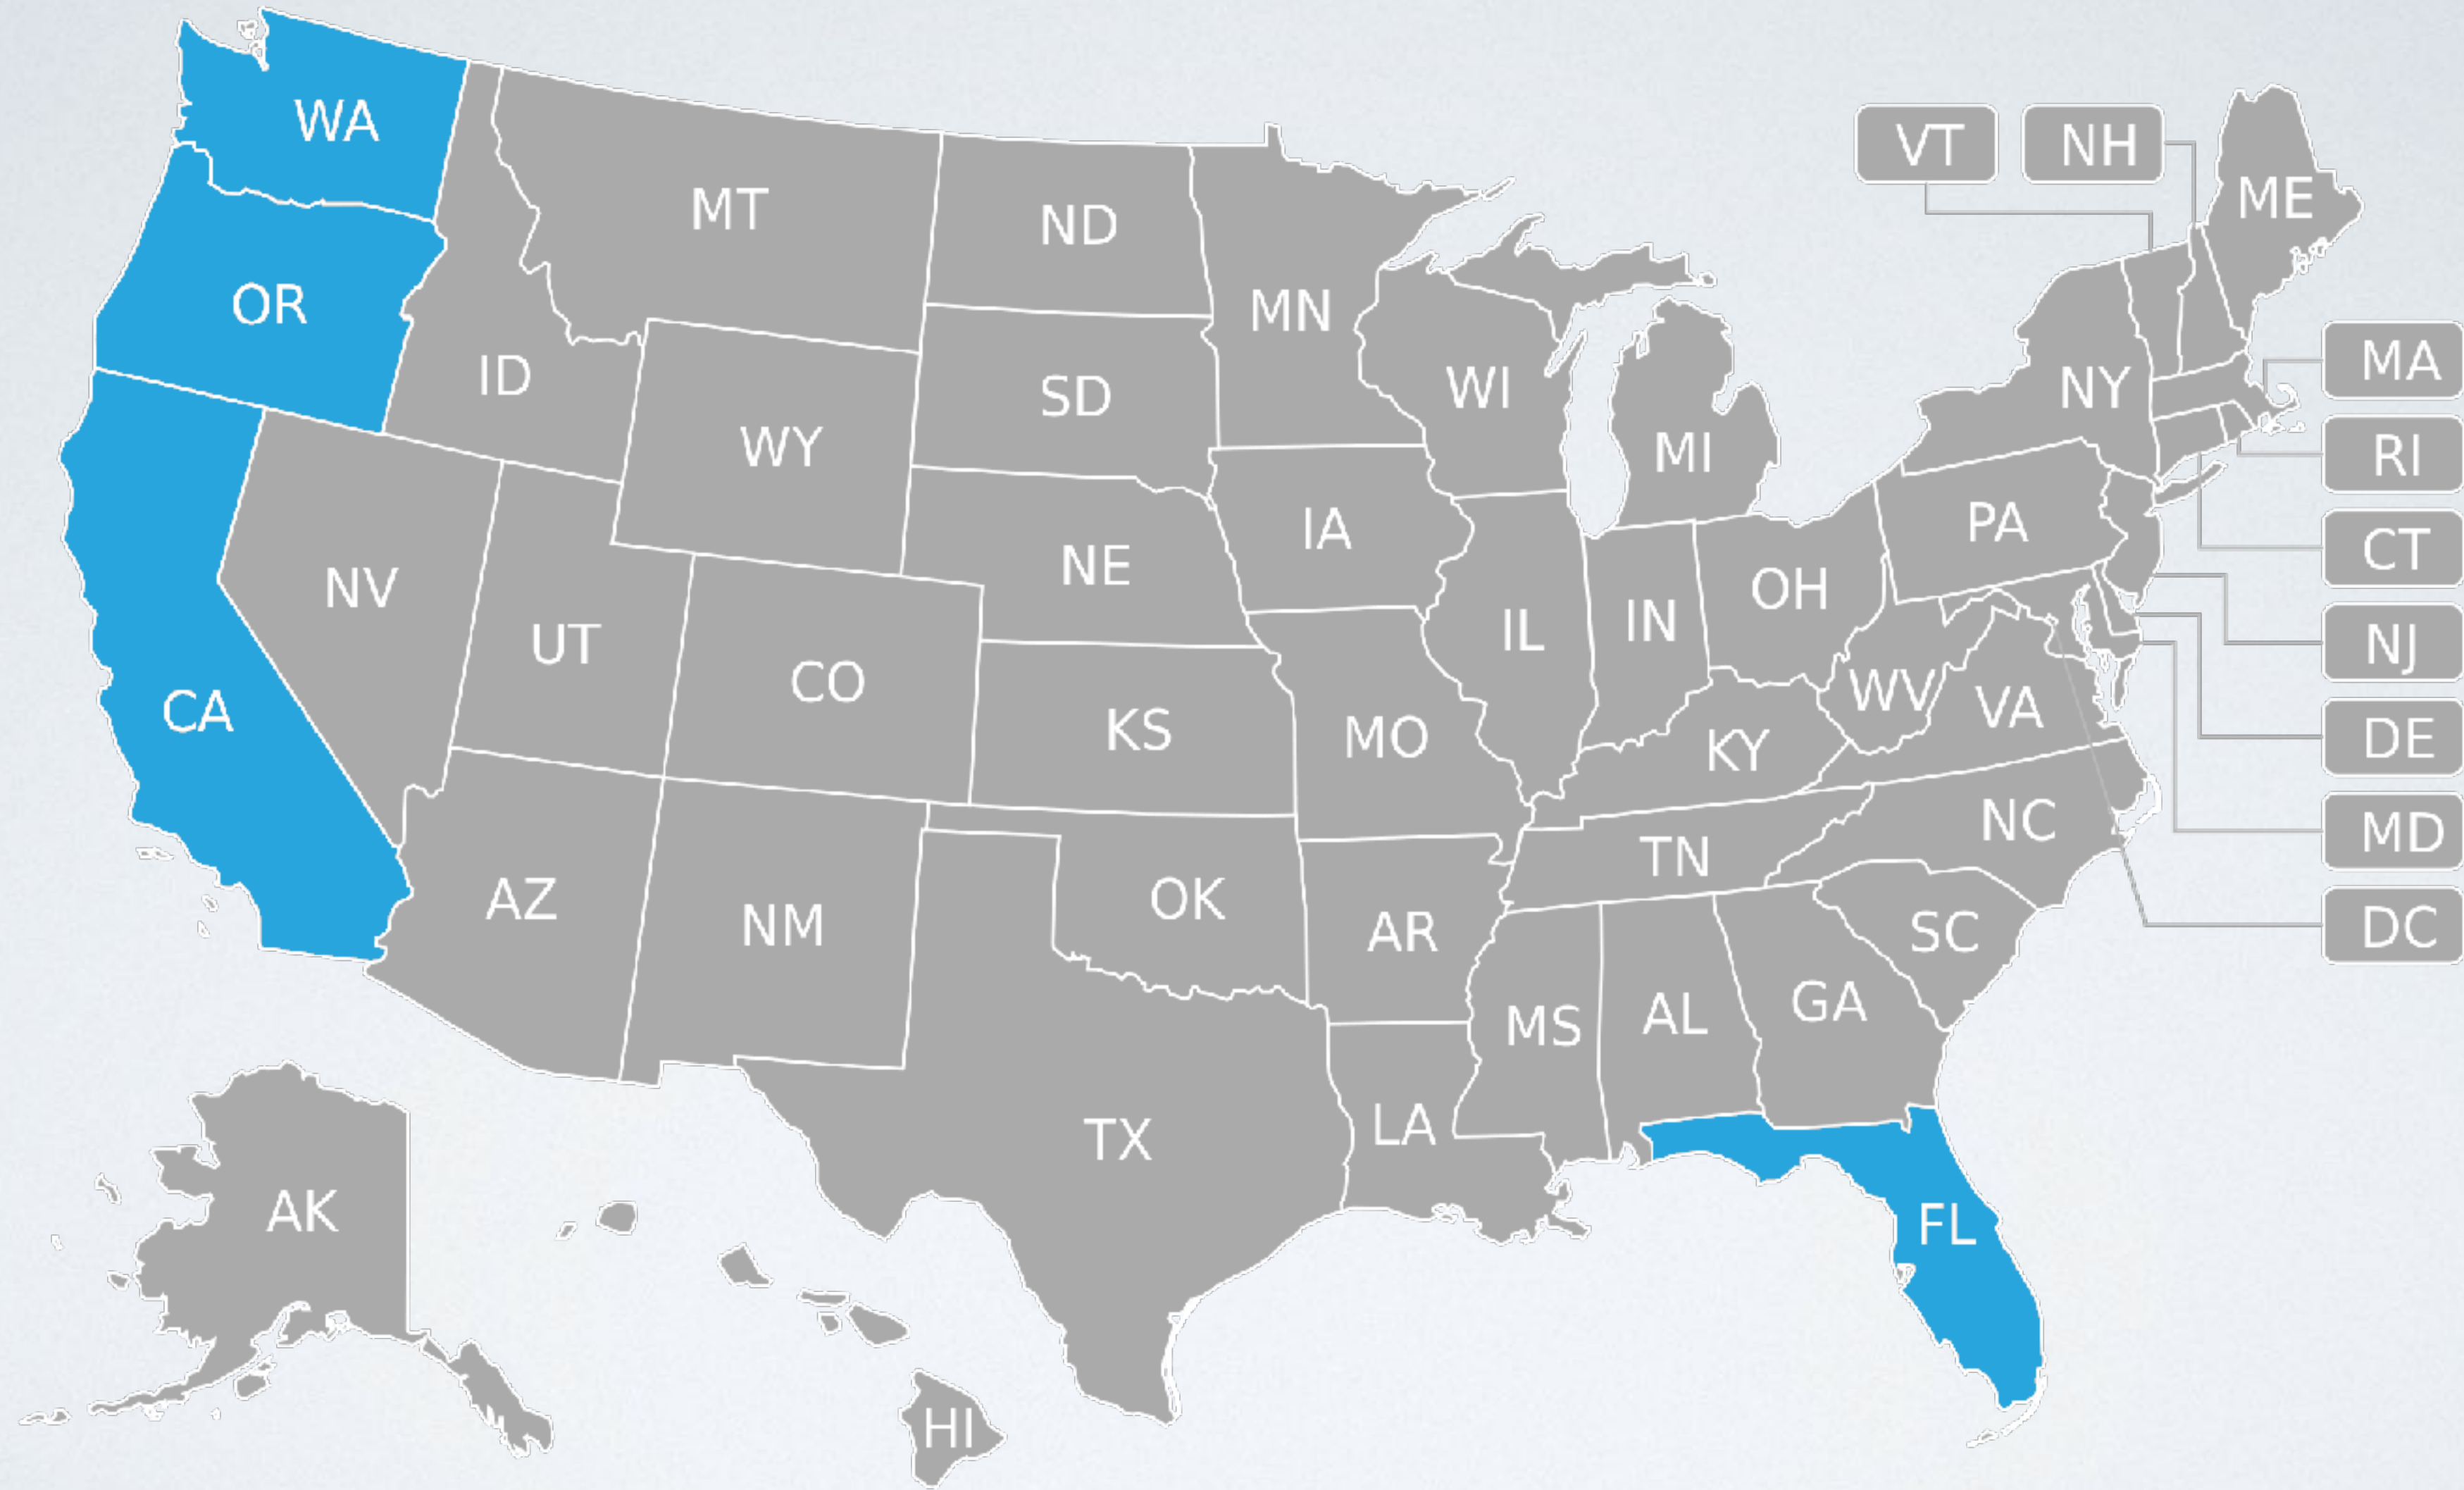 WA
VT
NH
MT
ME
ND
OR
MN
MA
ID
SD
WI
NY
WY
MI
RI
PA
IA
CT
NE
NV
OH
IN
IL
UT
NJ
CO
WV
VA
CA
KS
MO
DE
KY
NC
MD
TN
AZ
OK
NM
AR
SC
DC
GA
AL
MS
LA
TX
AK
FL
HI